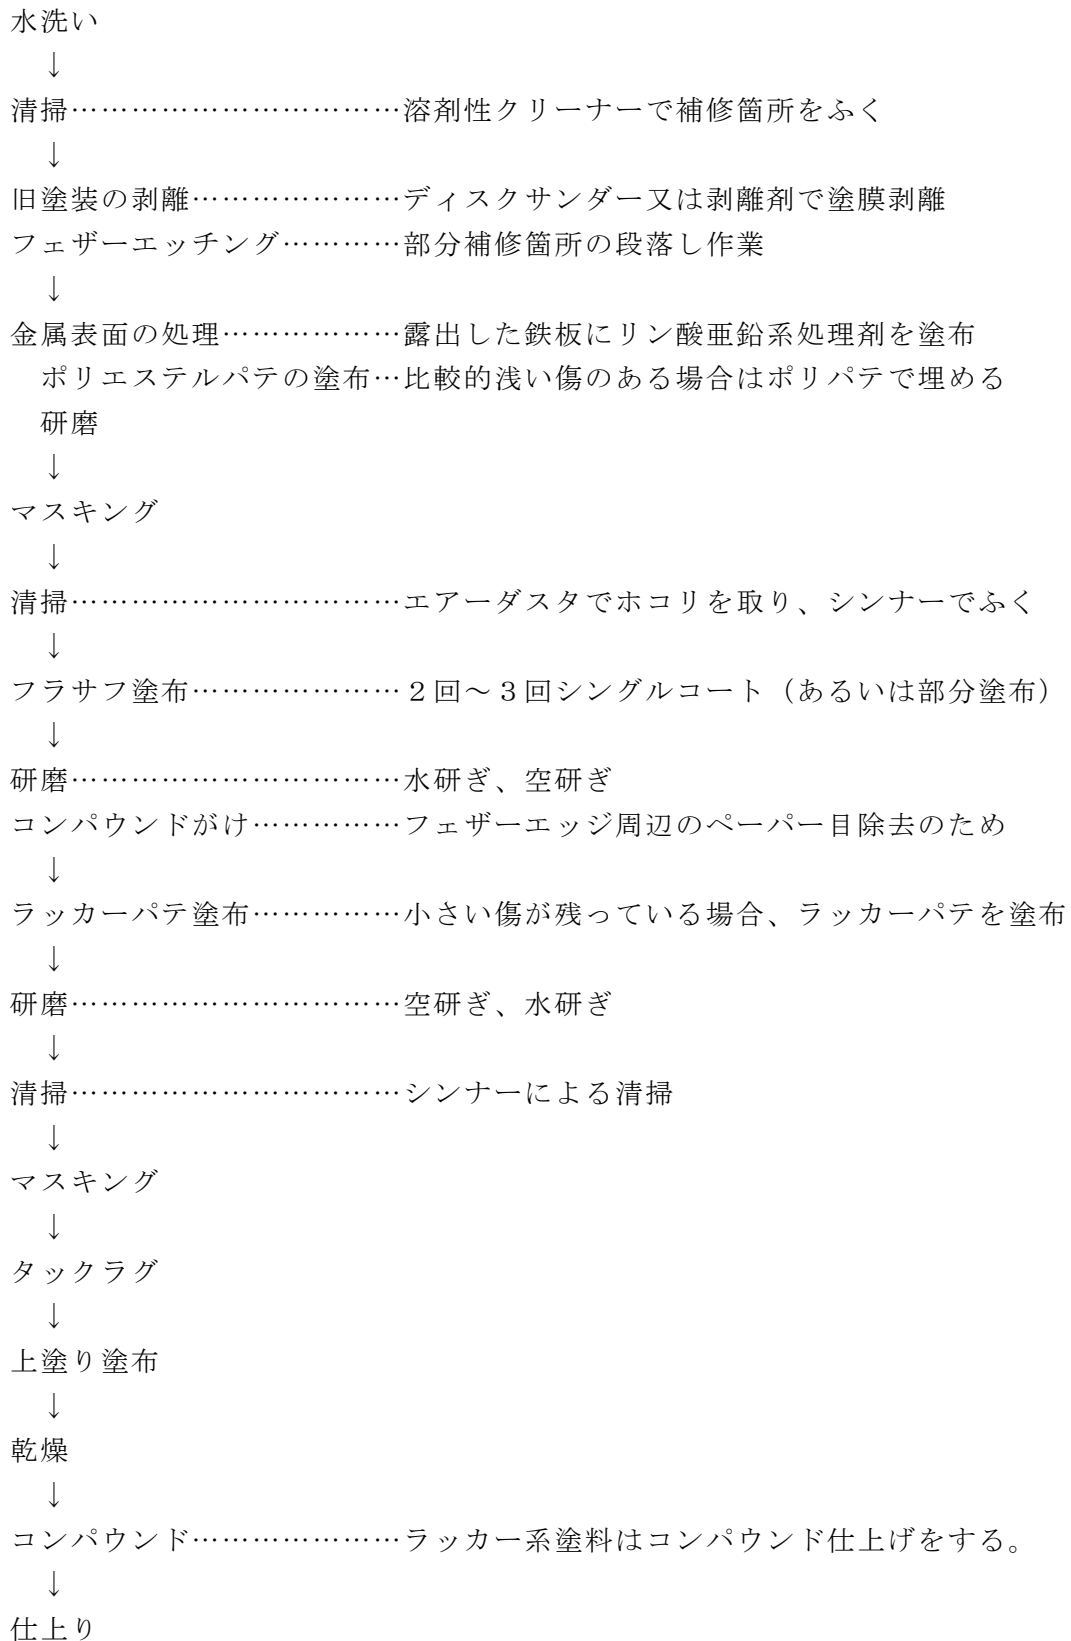 水洗い
↓
清掃……………………………溶剤性クリーナーで補修箇所をふく
↓
旧塗装の剥離…………………ディスクサンダー又は剥離剤で塗膜剥離
フェザーエッチング…………部分補修箇所の段落し作業
↓
金属表面の処理………………露出した鉄板にリン酸亜鉛系処理剤を塗布
ポリエステルパテの塗布…比較的浅い傷のある場合はポリパテで埋める
研磨
↓
マスキング
↓
清掃……………………………エアーダスタでホコリを取り、シンナーでふく
↓
フラサフ塗布…………………２回～３回シングルコート（あるいは部分塗布）
↓
研磨……………………………水研ぎ、空研ぎ
コンパウンドがけ……………フェザーエッジ周辺のペーパー目除去のため
↓
ラッカーパテ塗布……………小さい傷が残っている場合、ラッカーパテを塗布
↓
研磨……………………………空研ぎ、水研ぎ
↓
清掃……………………………シンナーによる清掃
↓
マスキング
↓
タックラグ
↓
上塗り塗布
↓
乾燥
↓
コンパウンド…………………ラッカー系塗料はコンパウンド仕上げをする。
↓
仕上り